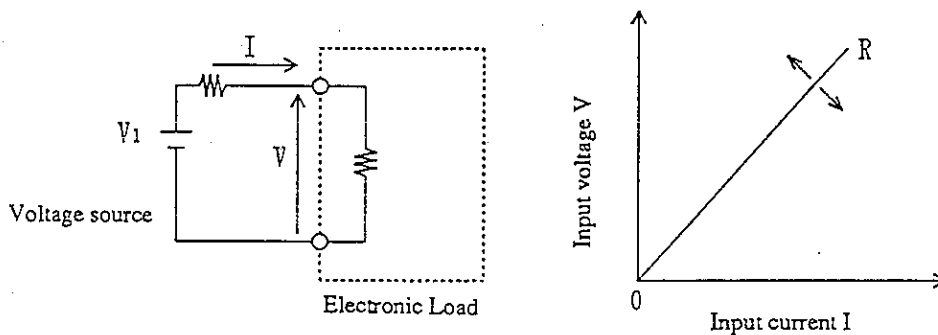 I
V1
V
Voltage source
Electronic Load
R
Input voltage V
0
Input current I